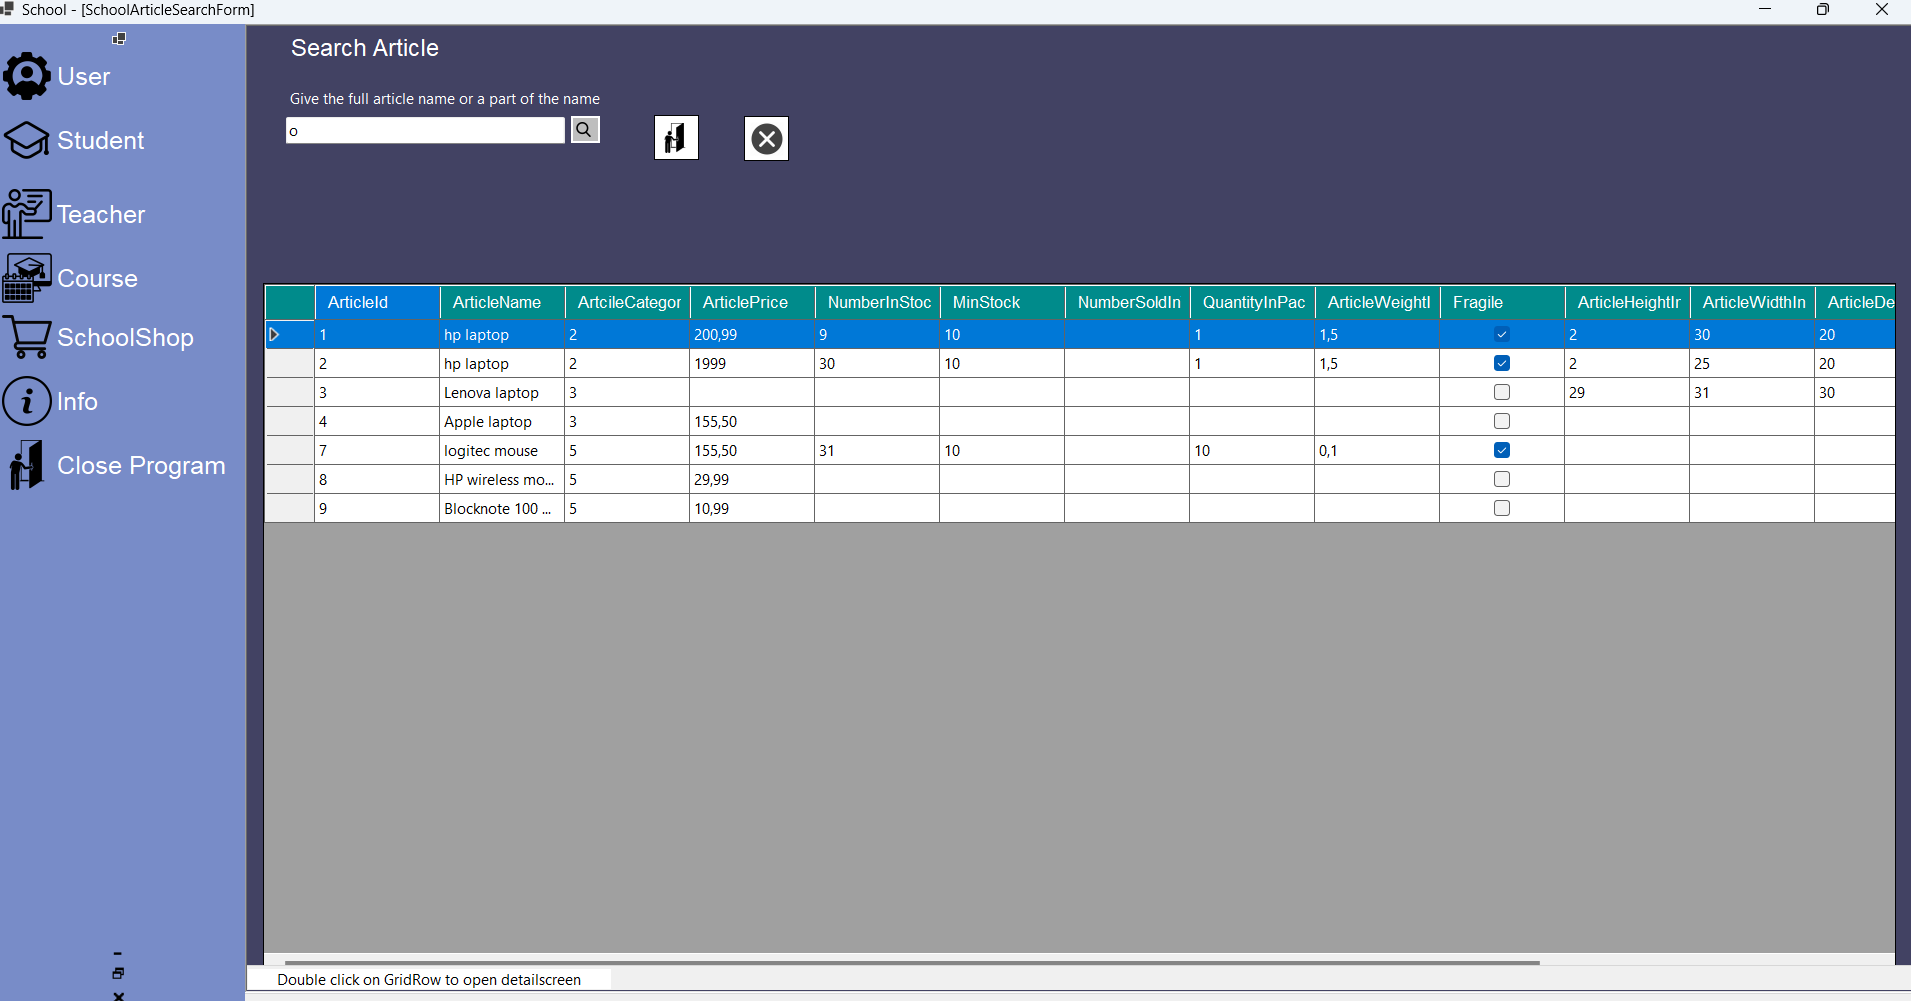 School - [SchoolArticleSearchForm]
User
Student
Teacher
Course
SchoolShop
Info
Close Program
Search Article
Give the full article name or a part of the name
o
ArticleId ArticleName ArtcileCategor ArticlePrice NumberInStoc MinStock NumberSoldIn QuantityInPac ArticleWeightI Fragile ArticleHeightIr ArticleWidthIn ArticleDe
1 hp laptop 2 200,99 9 10 1 1,5 2 30 20
2 hp laptop 2 1999 30 10 1 1,5 2 25 20
3 Lenova laptop 3 29 31 30
4 Apple laptop 3 155,50
7 logitec mouse 5 155,50 31 10 10 0,1
8 HP wireless mo... 5 29,99
9 Blocknote 100 ... 5 10,99
Double click on GridRow to open detailscreen